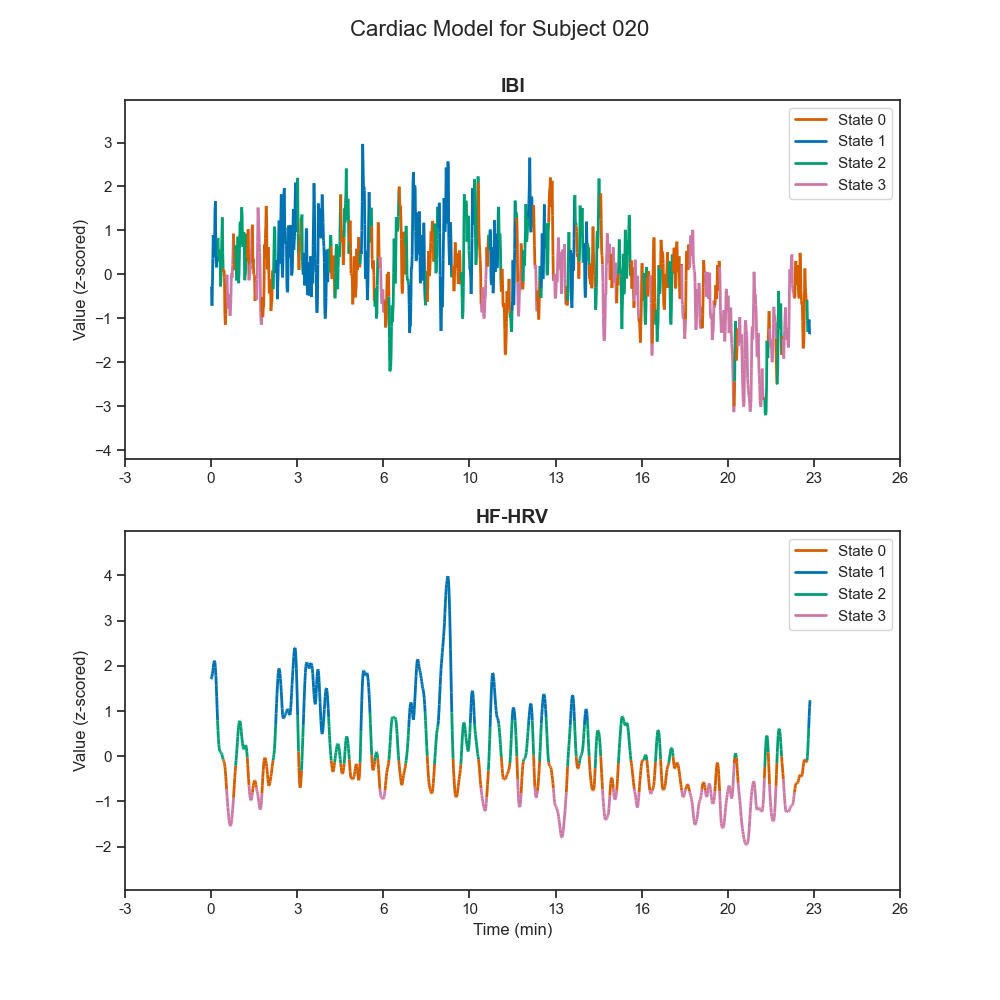 Cardiac Model for Subject 020
IBI
Value (z-scored)
3
2
1
0
−1
−2
−3
−4
State 0
State 1
State 2
State 3
-3 0 3 6 10 13 16 20 23 26
HF-HRV
Value (z-scored)
4
3
2
1
0
−1
−2
State 0
State 1
State 2
State 3
-3 0 3 6 10 13 16 20 23 26
Time (min)